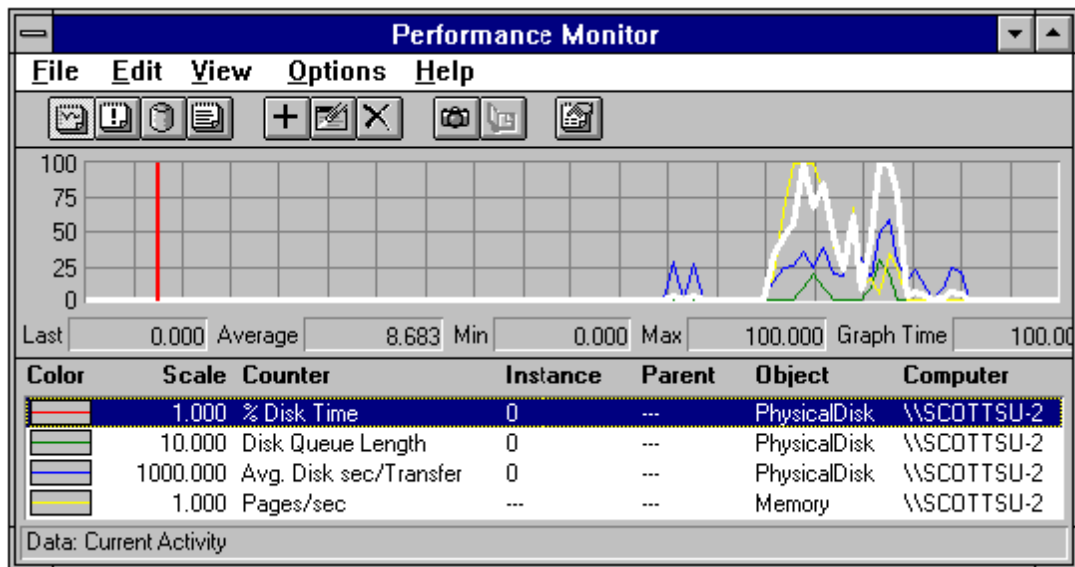 Performance Monitor
File Edit View Options Help
100
75
50
25
0
Last 0.000 Average 8.683 Min 0.000 Max 100.000 Graph Time 100.00
Color Scale Counter Instance Parent Object Computer
1.000 % Disk Time 0 --- PhysicalDisk \\SCOTTSU-2
10.000 Disk Queue Length 0 --- PhysicalDisk \\SCOTTSU-2
1000.000 Avg. Disk sec/Transfer 0 --- PhysicalDisk \\SCOTTSU-2
1.000 Pages/sec --- --- Memory \\SCOTTSU-2
Data: Current Activity